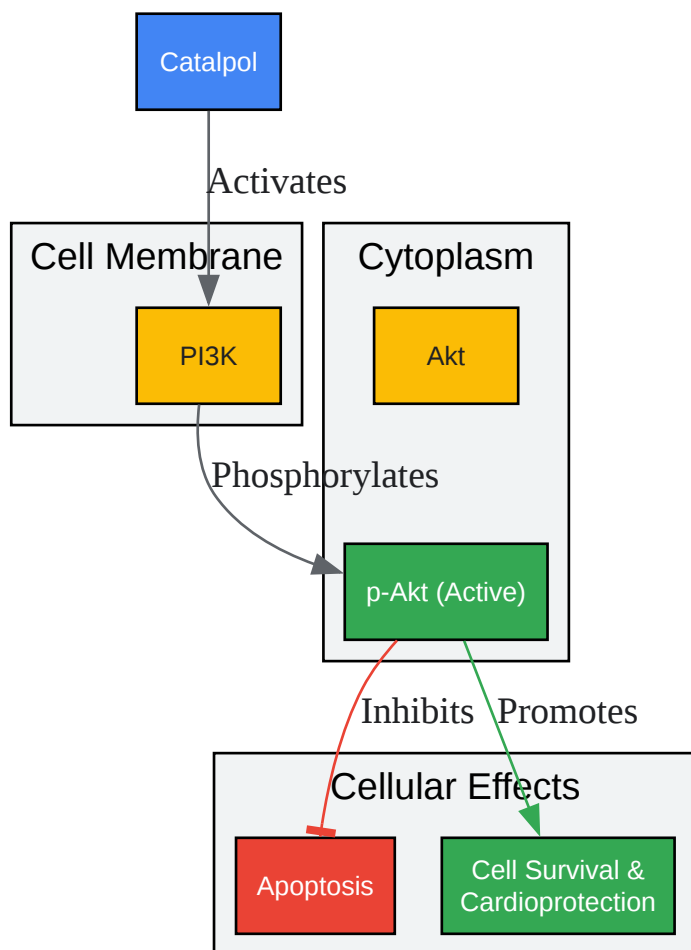 Catalpol
Activates
Cell Membrane
Cytoplasm
PI3K
Akt
Phosphorylates
p-Akt (Active)
Inhibits
Promotes
Cellular Effects
Apoptosis
Cell Survival &
Cardioprotection